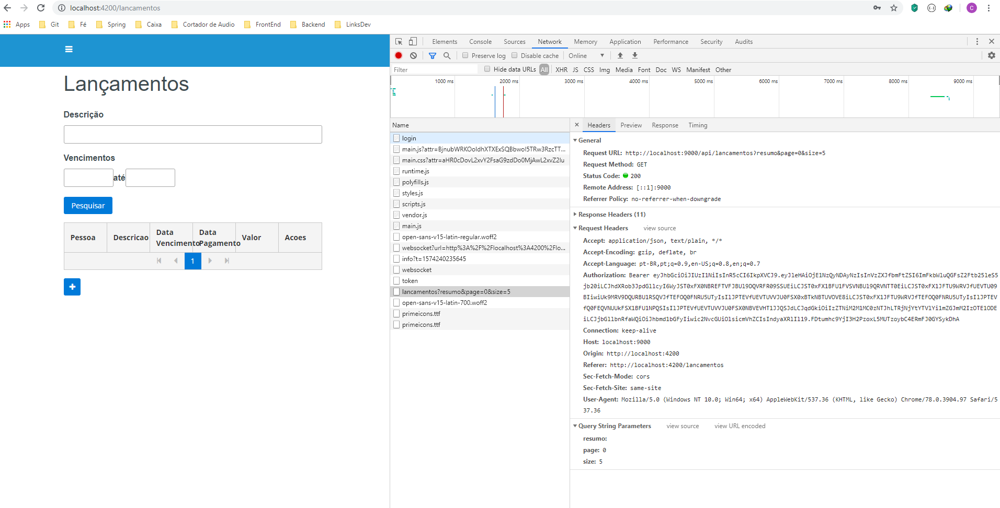 localhost:4200/lancamentos
C
Apps Git Fé Spring Caixa Cortador de Audio FrontEnd Backend LinksDev
Lançamentos
Descrição
Vencimentos
até
Pesquisar
Pessoa Descricao Data Vencimento Data Pagamento Valor Acoes
1
Elements Console Sources Network Memory Application Performance Security Audits
Preserve log Disable cache Online
Filter Hide data URLs All XHR JS CSS Img Media Font Doc WS Manifest Other
1000 ms 2000 ms 3000 ms 4000 ms 5000 ms 6000 ms 7000 ms 8000 ms 9000 ms
Name
login
main.js?attr=BjnubWRKOoIdhXTXExSQBbwoI5TRw3RzcTT...
main.css?attr=aHR0cDovL2xvY2FsaG9zdDo0MjAwL2xvZ2lu
runtime.js
polyfills.js
styles.js
scripts.js
vendor.js
main.js
open-sans-v15-latin-regular.woff2
websocket?url=http%3A%2F%2Flocalhost%3A4200%2Flo...
info?t=1574240235645
websocket
token
lancamentos?resumo&page=0&size=5
open-sans-v15-latin-700.woff2
primeicons.ttf
primeicons.ttf
Headers Preview Response Timing
General
Request URL: http://localhost:9000/api/lancamentos?resumo&page=0&size=5
Request Method: GET
Status Code: 200
Remote Address: [::1]:9000
Referrer Policy: no-referrer-when-downgrade
Response Headers (11)
Request Headers view source
Accept: application/json, text/plain, */*
Accept-Encoding: gzip, deflate, br
Accept-Language: pt-BR,pt;q=0.9,en-US;q=0.8,en;q=0.7
Authorization: Bearer
Connection: keep-alive
Host: localhost:9000
Origin: http://localhost:4200
Referer: http://localhost:4200/lancamentos
Sec-Fetch-Mode: cors
Sec-Fetch-Site: same-site
User-Agent: Mozilla/5.0 (Windows NT 10.0; Win64; x64) AppleWebKit/537.36 (KHTML, like Gecko) Chrome/78.0.3904.97 Safari/5
37.36
Query String Parameters view source view URL encoded
resumo:
page: 0
size: 5